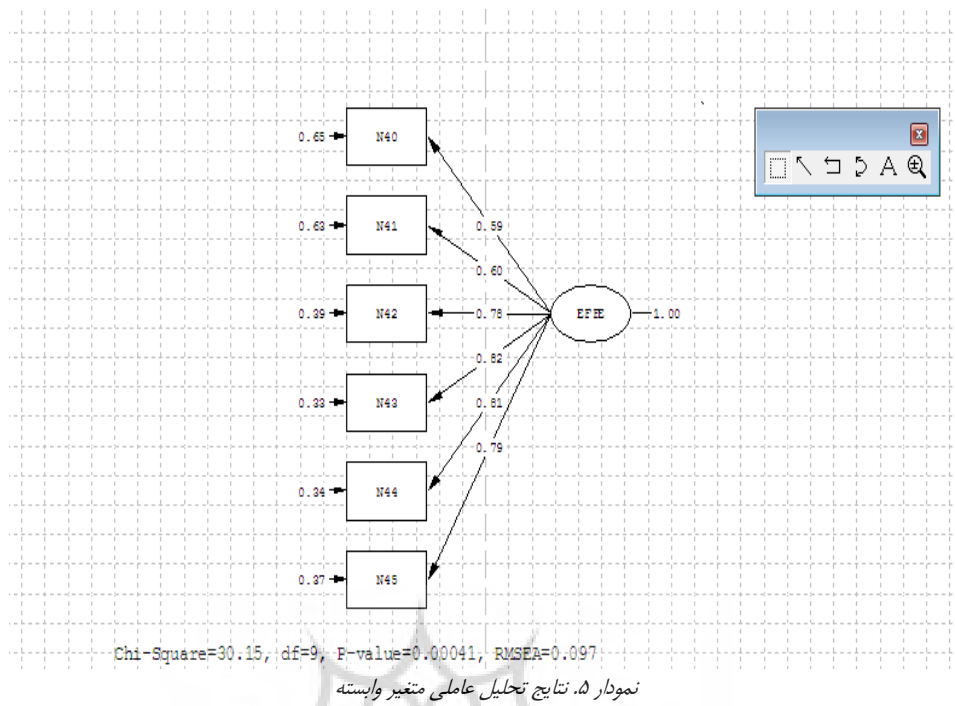 0.65 N40
0.59
0.63 N41
0.60
0.39 N42 0.78 EFEE 1.00
0.82
0.33 N43
0.81
0.79
0.34 N44
0.37 N45
Chi-Square=30.15, df=9, P-value=0.00041, RMSEA=0.097
نمودار ۵. نتایج تحلیل عاملی متغیر وابسته